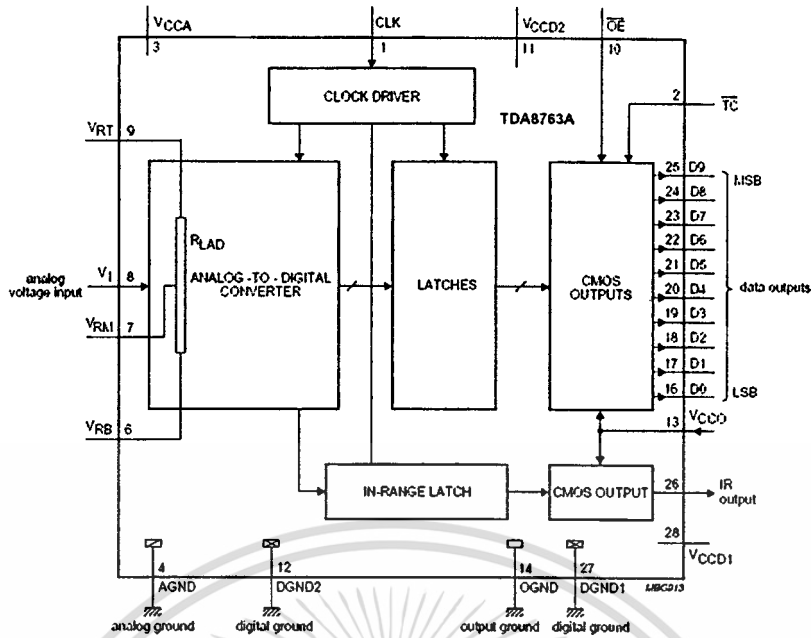 VCCA
CLK
VCCD2
OE
3
1
11
10
CLOCK DRIVER
TDA8763A
2
TC
VRT
9
25
D9
MSB
24
D8
23
D7
RLAD
22
D6
analog
voltage input
VI
8
ANALOG -TO - DIGITAL
CONVERTER
LATCHES
CMOS
OUTPUTS
21
D5
data outputs
20
D4
VRM
7
19
D3
18
D2
17
D1
16
D0
LSB
VRB
6
13
VCCO
IN-RANGE LATCH
CMOS OUTPUT
26
IR
output
28
VCCD1
4
12
14
27
AGND
DGND2
OGND
DGND1
analog ground
digital ground
output ground
digital ground